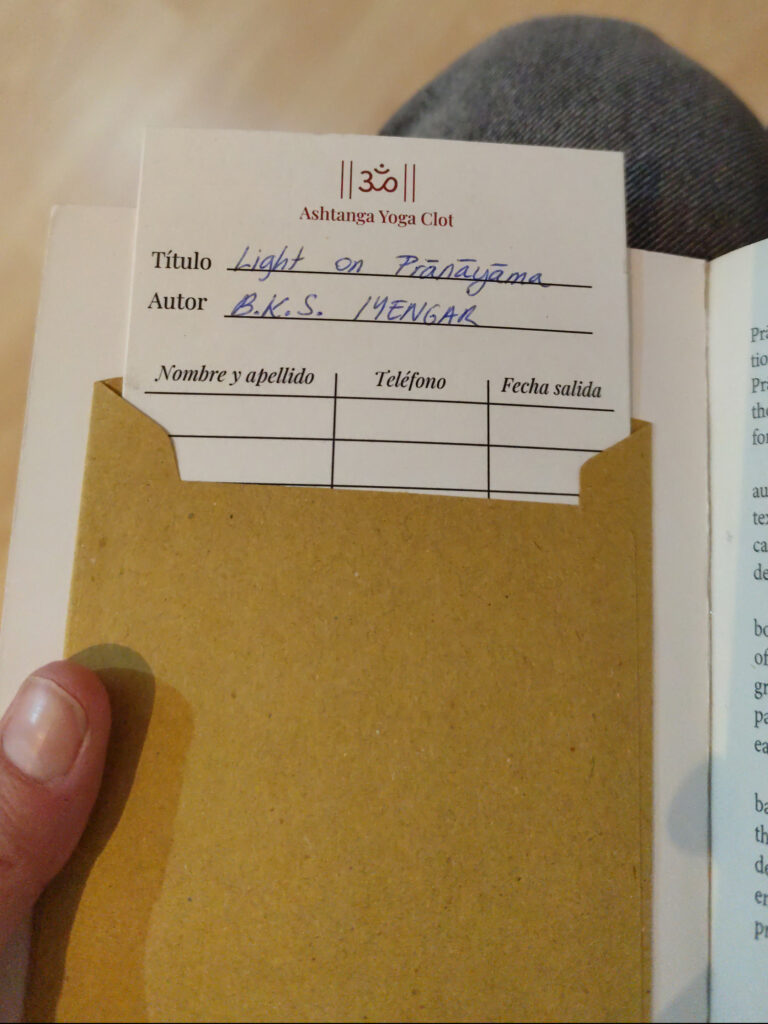 ||ॐ||
Ashtanga Yoga Clot
Título Light on Prāṇāyāma
Autor B.K.S. IYENGAR
Nombre y apellido Teléfono Fecha salida